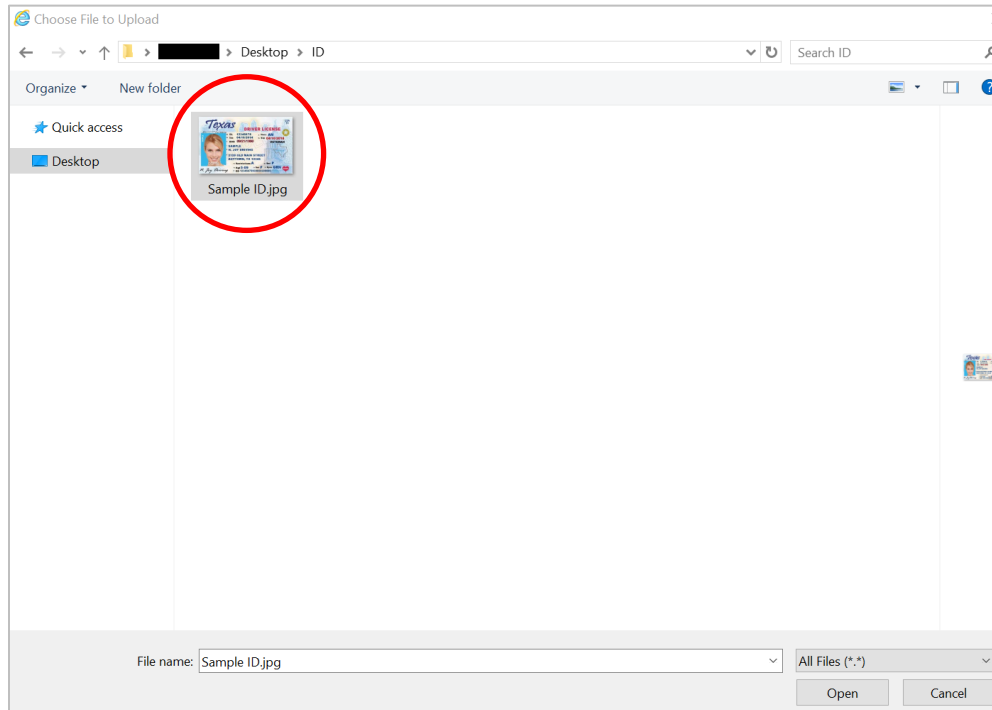 Choose File to Upload
> Desktop > ID
Search ID
Organize
New folder
Quick access
Desktop
Texas
DRIVER LICENSE
Sample ID.jpg
File name: Sample ID.jpg
All Files (*.*)
Open
Cancel